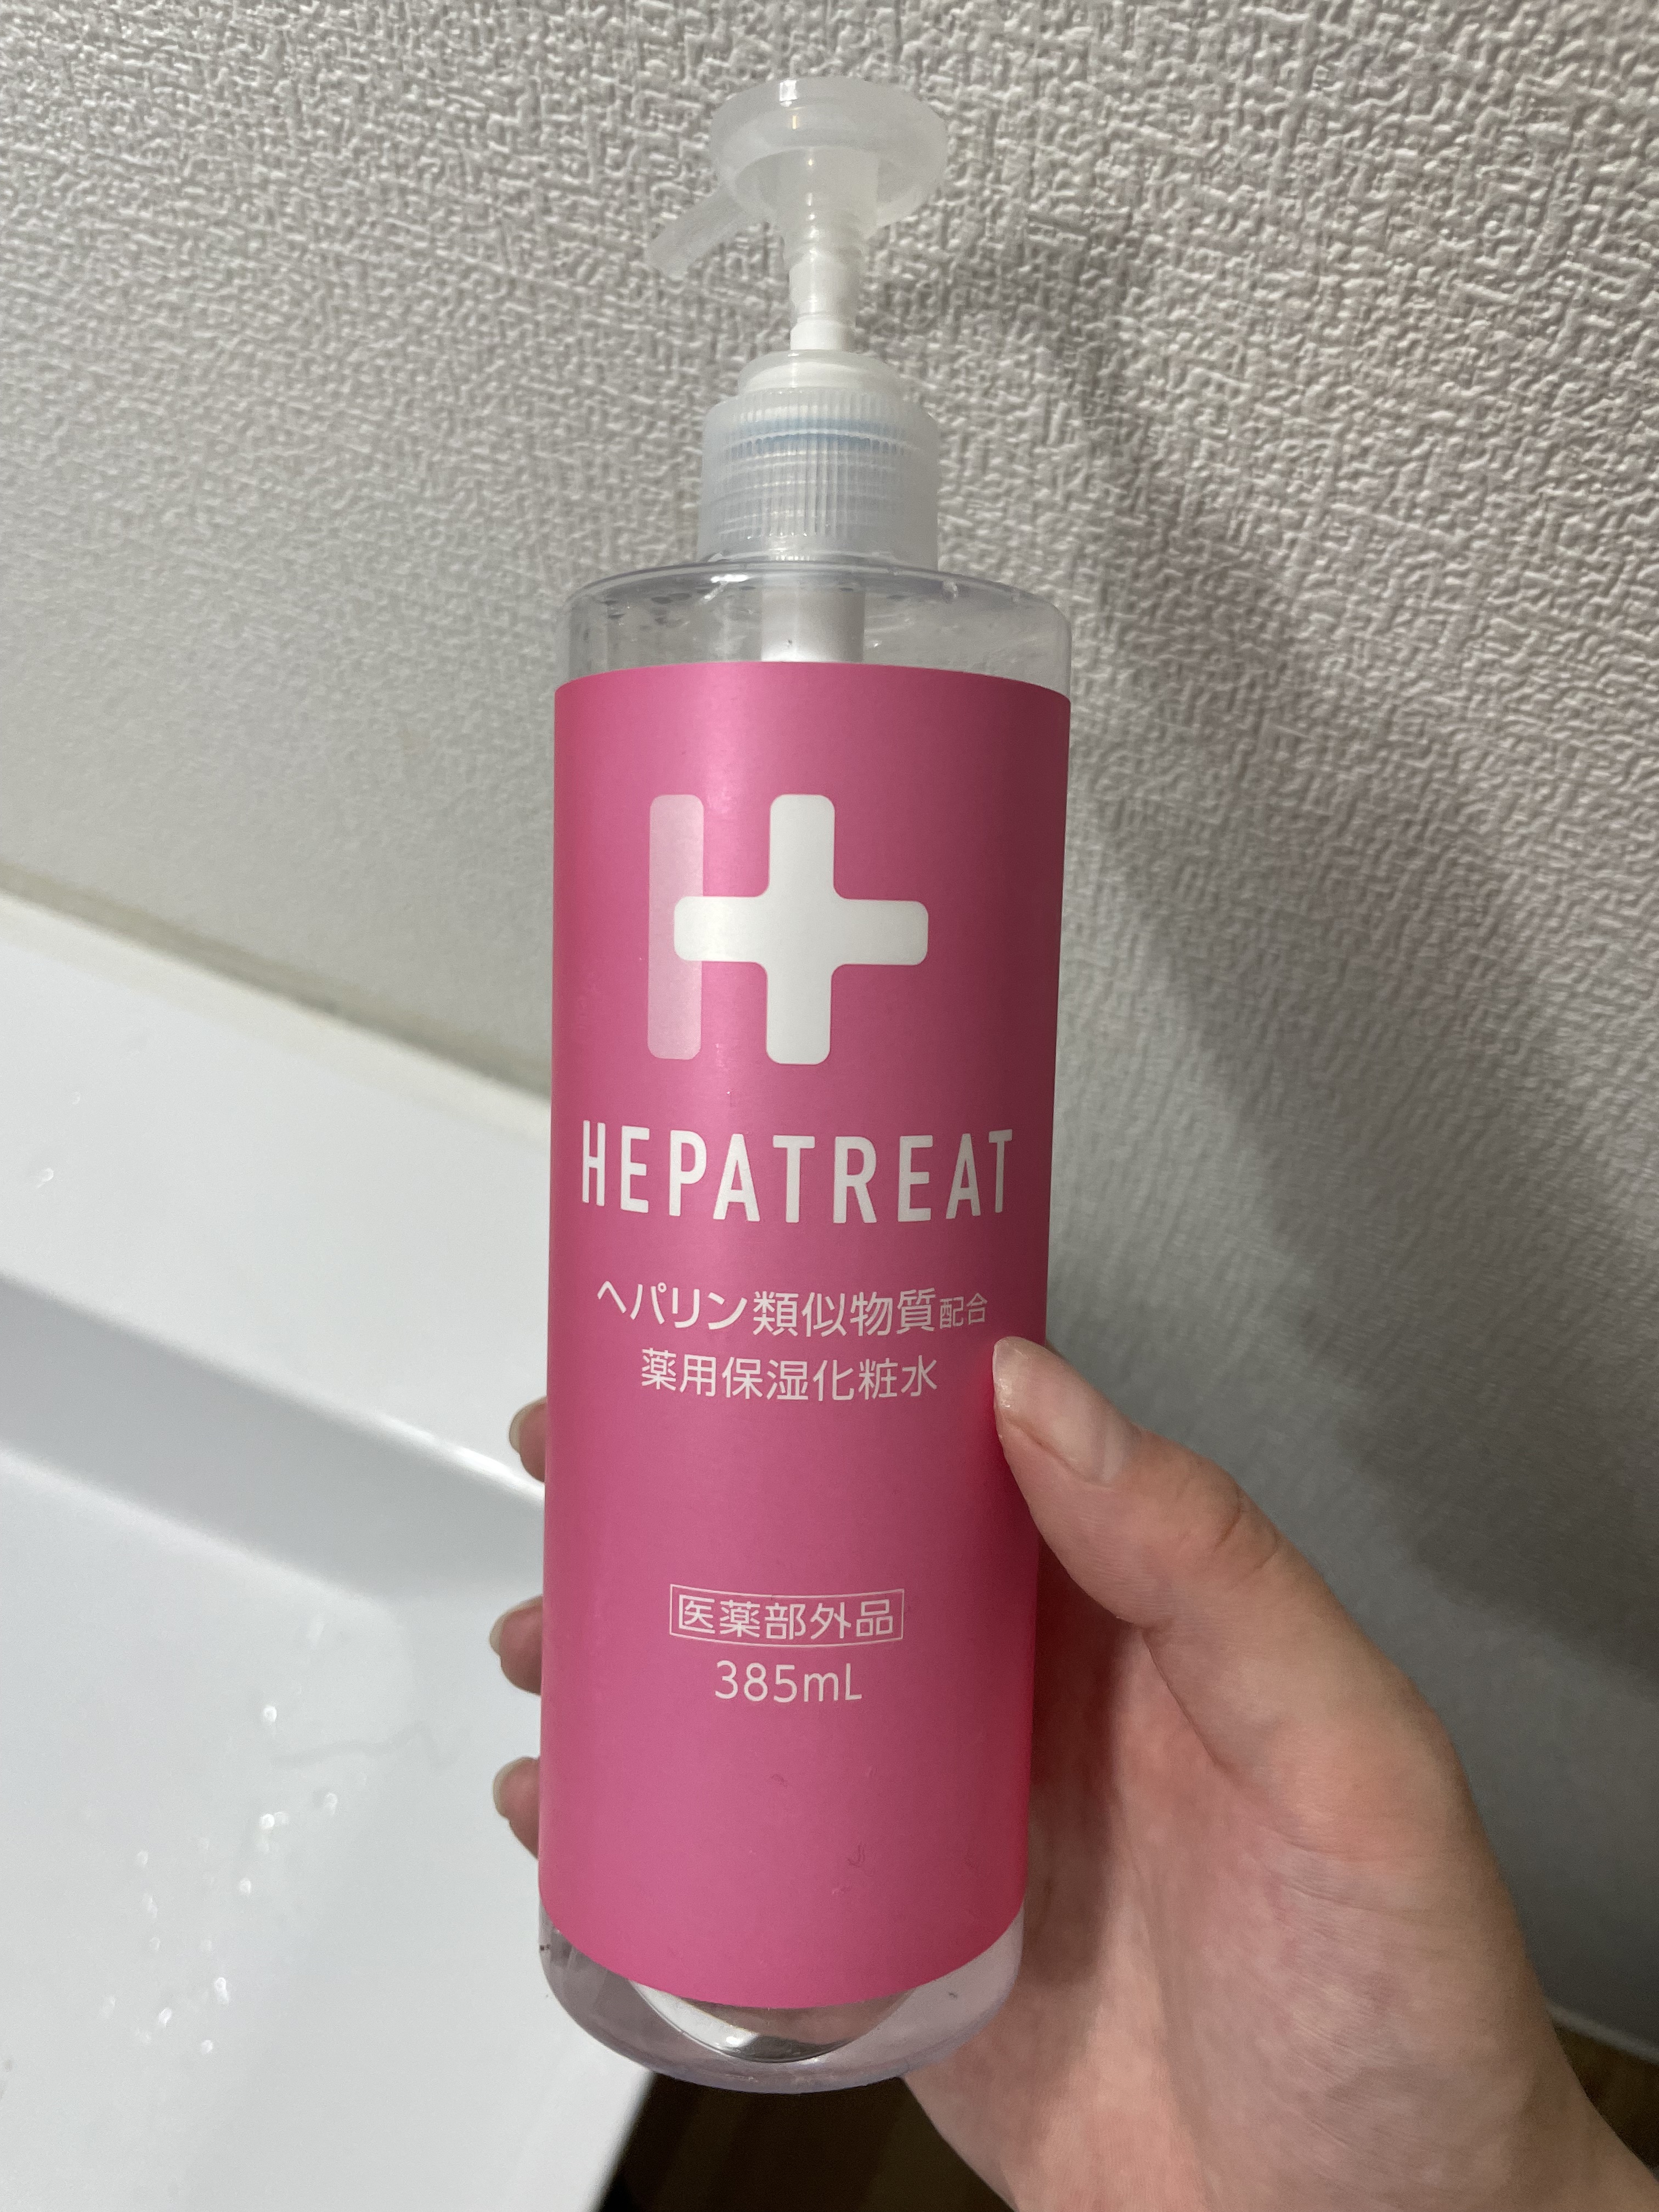 HEPATREAT
ヘパリン類似物質配合
薬用保湿化粧水
医薬部外品
385mL